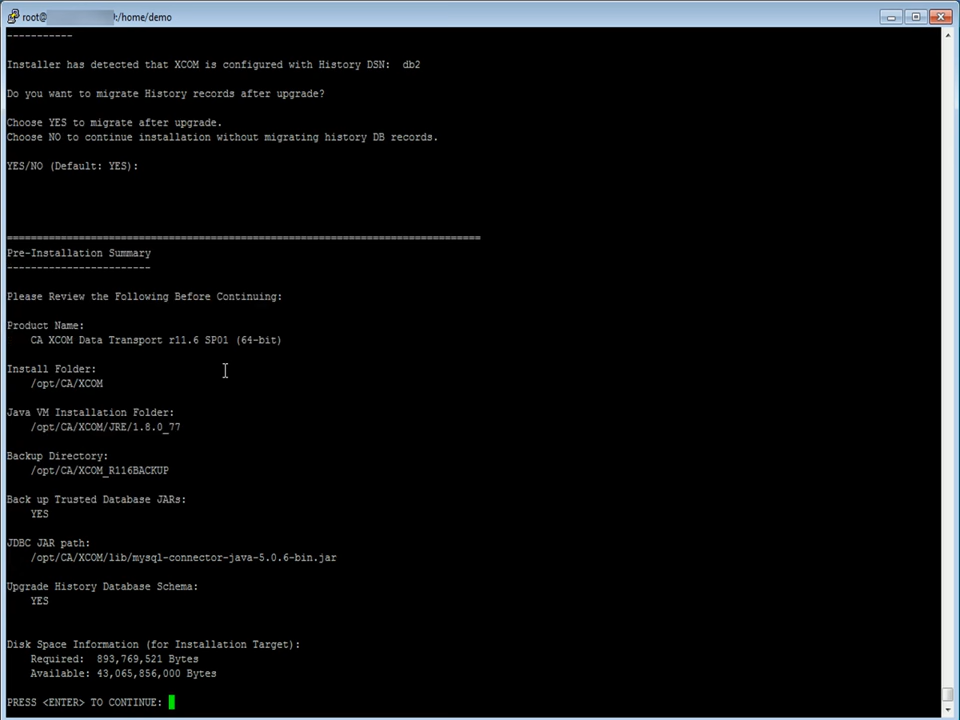 root@ :/home/demo
-----------
Installer has detected that XCOM is configured with History DSN:  db2
Do you want to migrate History records after upgrade?
Choose YES to migrate after upgrade.
Choose NO to continue installation without migrating history DB records.
YES/NO (Default: YES):
===============================================================================
Pre-Installation Summary
------------------------
Please Review the Following Before Continuing:
Product Name:
CA XCOM Data Transport r11.6 SP01 (64-bit)
Install Folder:
/opt/CA/XCOM
Java VM Installation Folder:
/opt/CA/XCOM/JRE/1.8.0_77
Backup Directory:
/opt/CA/XCOM_R116BACKUP
Back up Trusted Database JARs:
YES
JDBC JAR path:
/opt/CA/XCOM/lib/mysql-connector-java-5.0.6-bin.jar
Upgrade History Database Schema:
YES
Disk Space Information (for Installation Target):
Required:  893,769,521 Bytes
Available: 43,065,856,000 Bytes
PRESS <ENTER> TO CONTINUE: